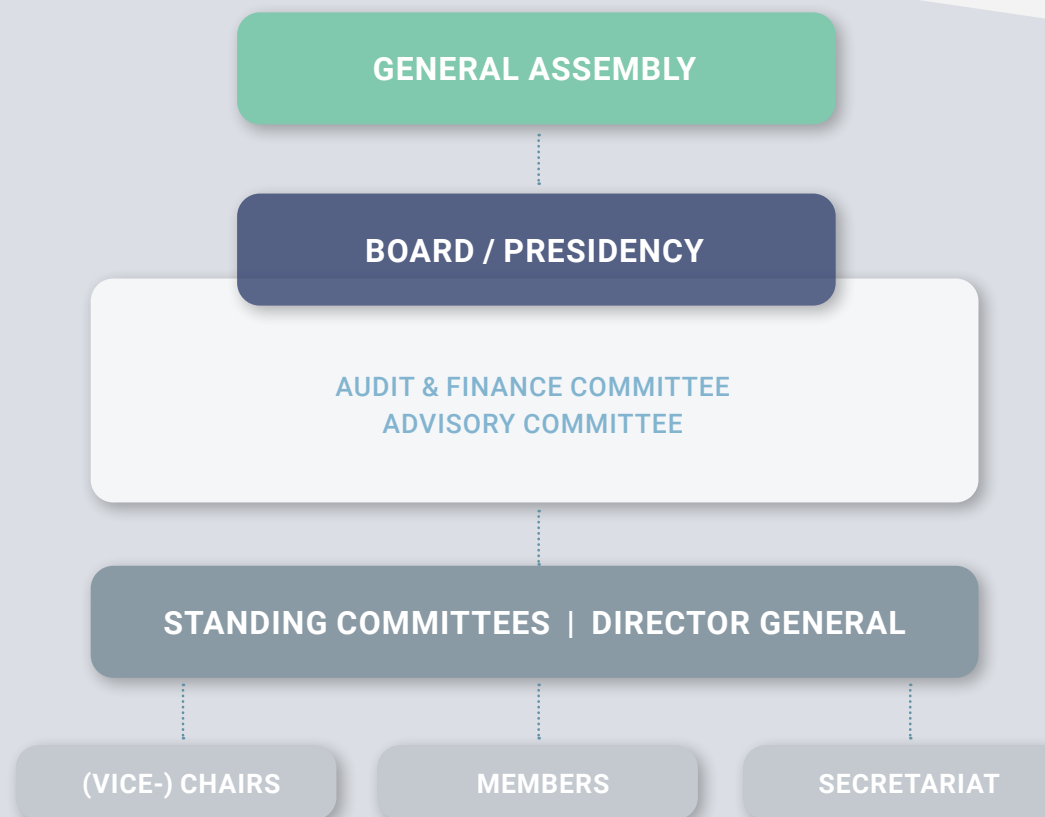 GENERAL ASSEMBLY
BOARD / PRESIDENCY
AUDIT & FINANCE COMMITTEE
ADVISORY COMMITTEE
STANDING COMMITTEES | DIRECTOR GENERAL
(VICE-) CHAIRS
MEMBERS
SECRETARIAT